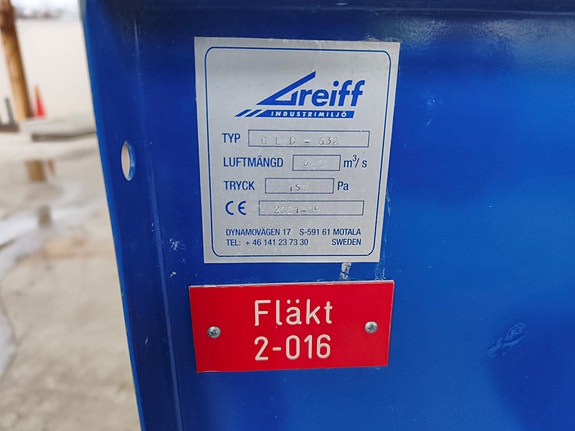 Greiff
INDUSTRIMILJÖ
TYP
LUFTMÄNGD m³/s
TRYCK Pa
CE
DYNAMOVÄGEN 17 S-591 61 MOTALA
TEL: + 46 141 23 73 30 SWEDEN
Fläkt
2-016